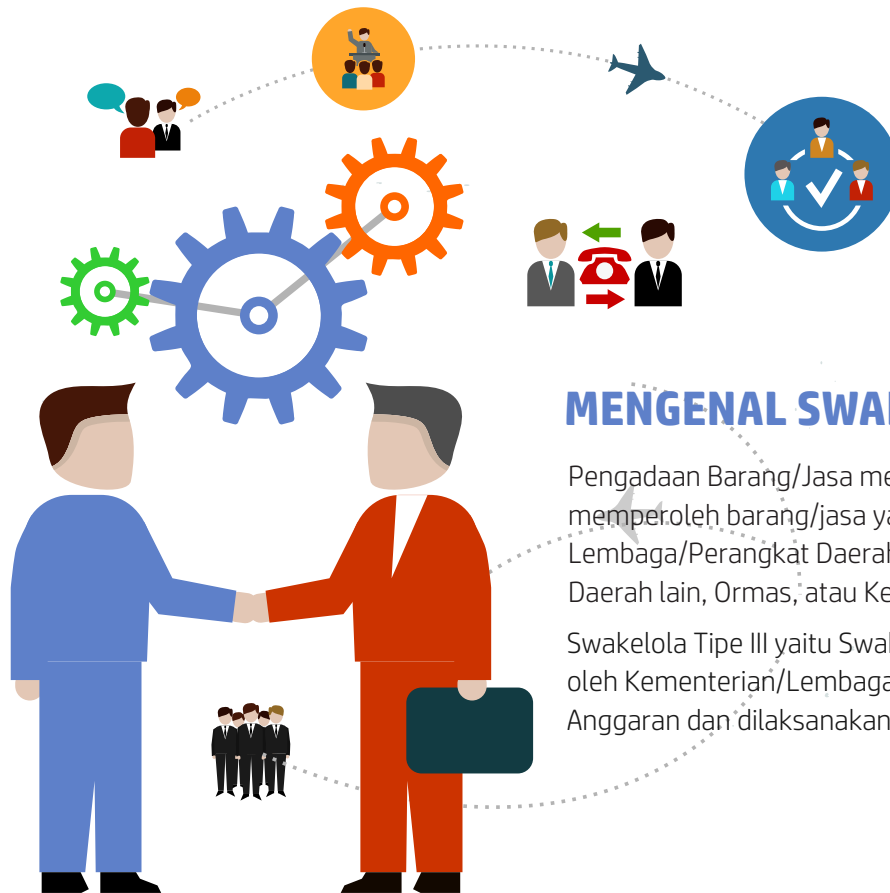 MENGENAL SWA
Pengadaan Barang/Jasa me
memperoleh barang/jasa ya
Lembaga/Perangkat Daerah
Daerah lain, Ormas, atau Ke
Swakelola Tipe III yaitu Swa
oleh Kementerian/Lembaga
Anggaran dan dilaksanakan